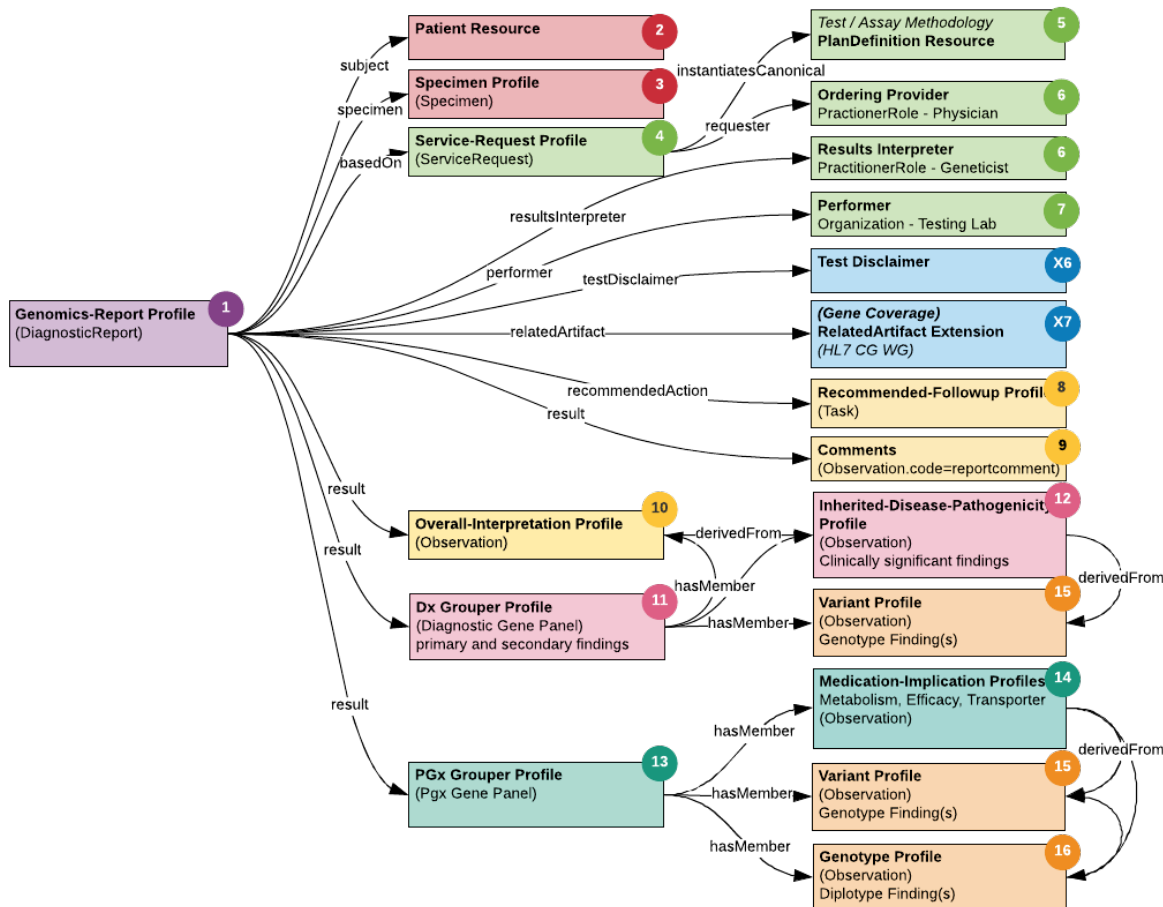 Patient Resource
2
Test / Assay Methodology
PlanDefinition Resource
5
subject
instantiatesCanonical
Specimen Profile
(Specimen)
3
specimen
Ordering Provider
PractionerRole - Physician
6
requester
Service-Request Profile
(ServiceRequest)
4
basedOn
Results Interpreter
PractitionerRole - Geneticist
6
resultsInterpreter
Performer
Organization - Testing Lab
7
performer
Test Disclaimer
X6
testDisclaimer
Genomics-Report Profile
(DiagnosticReport)
1
(Gene Coverage)
RelatedArtifact Extension
(HL7 CG WG)
X7
relatedArtifact
recommendedAction
Recommended-Followup Profile
(Task)
8
result
Comments
(Observation.code=reportcomment)
9
result
Overall-Interpretation Profile
(Observation)
10
derivedFrom
Inherited-Disease-Pathogenicity
Profile
(Observation)
Clinically significant findings
12
result
hasMember
derivedFrom
Dx Grouper Profile
(Diagnostic Gene Panel)
primary and secondary findings
11
hasMember
Variant Profile
(Observation)
Genotype Finding(s)
15
result
Medication-Implication Profiles
Metabolism, Efficacy, Transporter
(Observation)
14
hasMember
derivedFrom
PGx Grouper Profile
(Pgx Gene Panel)
13
hasMember
Variant Profile
(Observation)
Genotype Finding(s)
15
hasMember
Genotype Profile
(Observation)
Diplotype Finding(s)
16